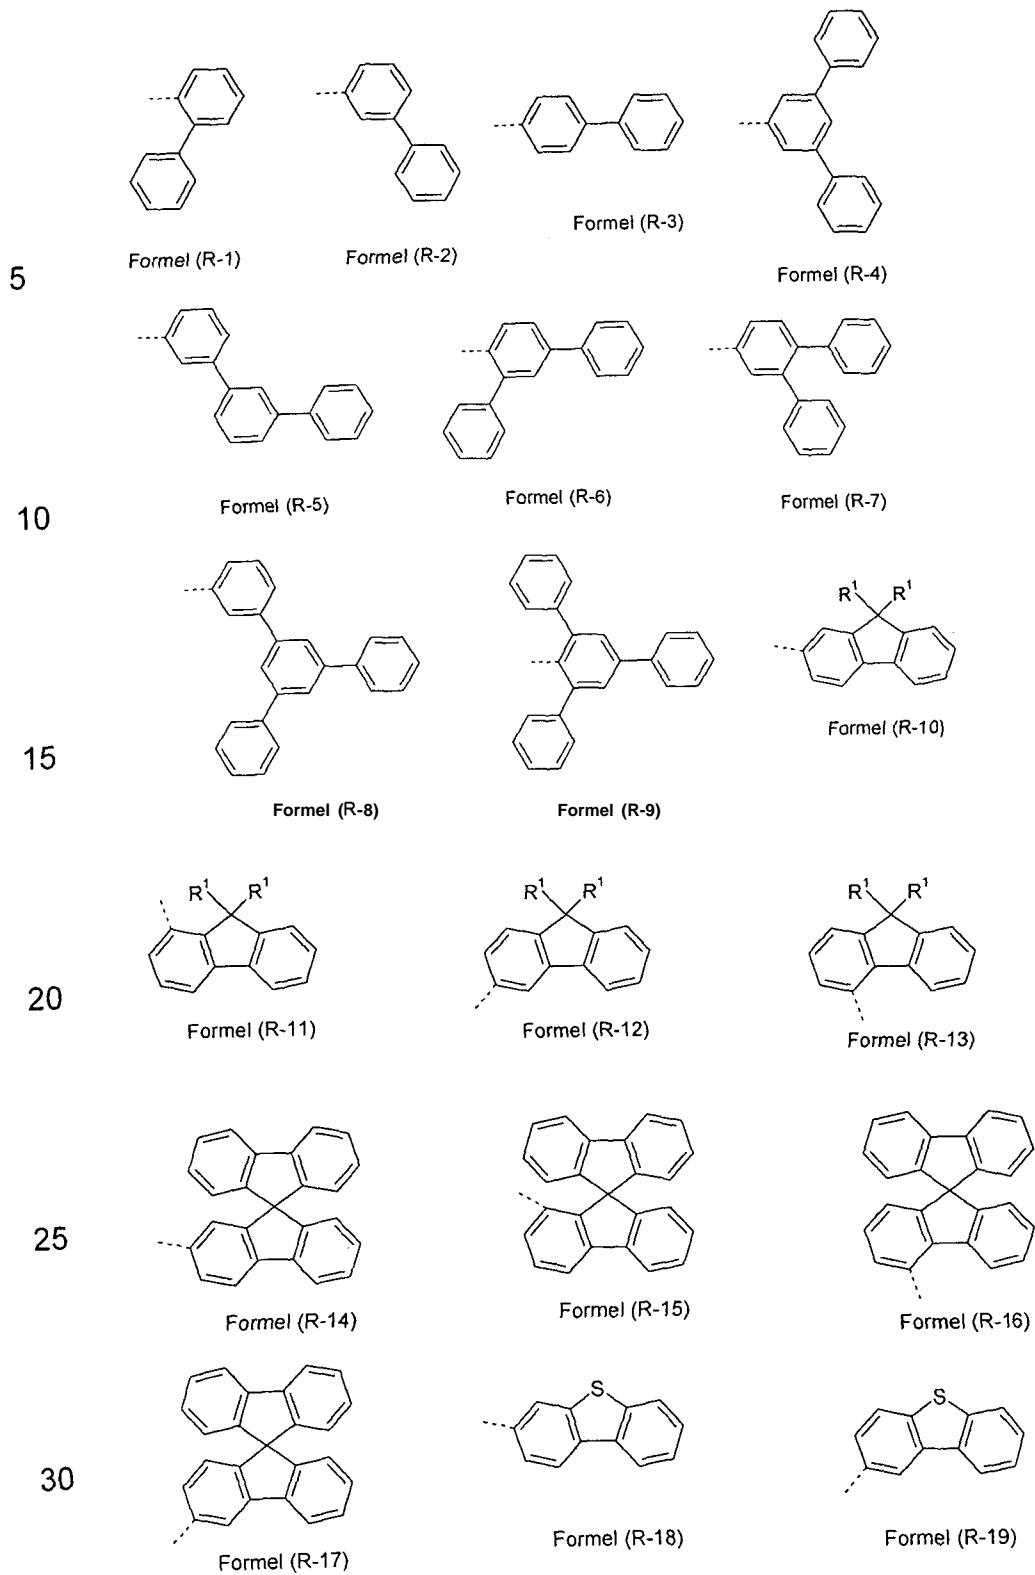 Formel (R-1)
Formel (R-2)
Formel (R-3)
Formel (R-4)
5
Formel (R-5)
Formel (R-6)
Formel (R-7)
10
R¹ R¹
Formel (R-8)
Formel (R-9)
Formel (R-10)
15
R¹ R¹
R¹ R¹
R¹ R¹
Formel (R-11)
Formel (R-12)
Formel (R-13)
20
25
Formel (R-14)
Formel (R-15)
Formel (R-16)
S
S
30
Formel (R-17)
Formel (R-18)
Formel (R-19)